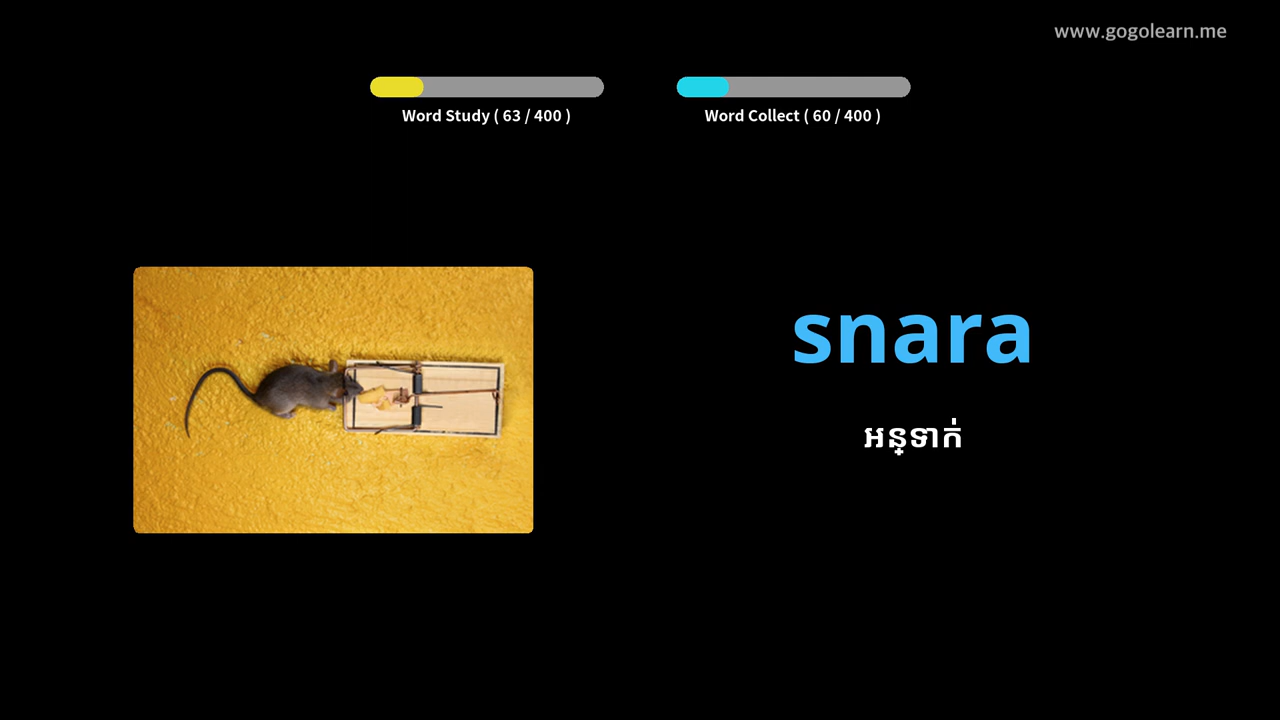 www.gogolearn.me
Word Study ( 63 / 400 )
Word Collect ( 60 / 400 )
snara
អន្ទាក់